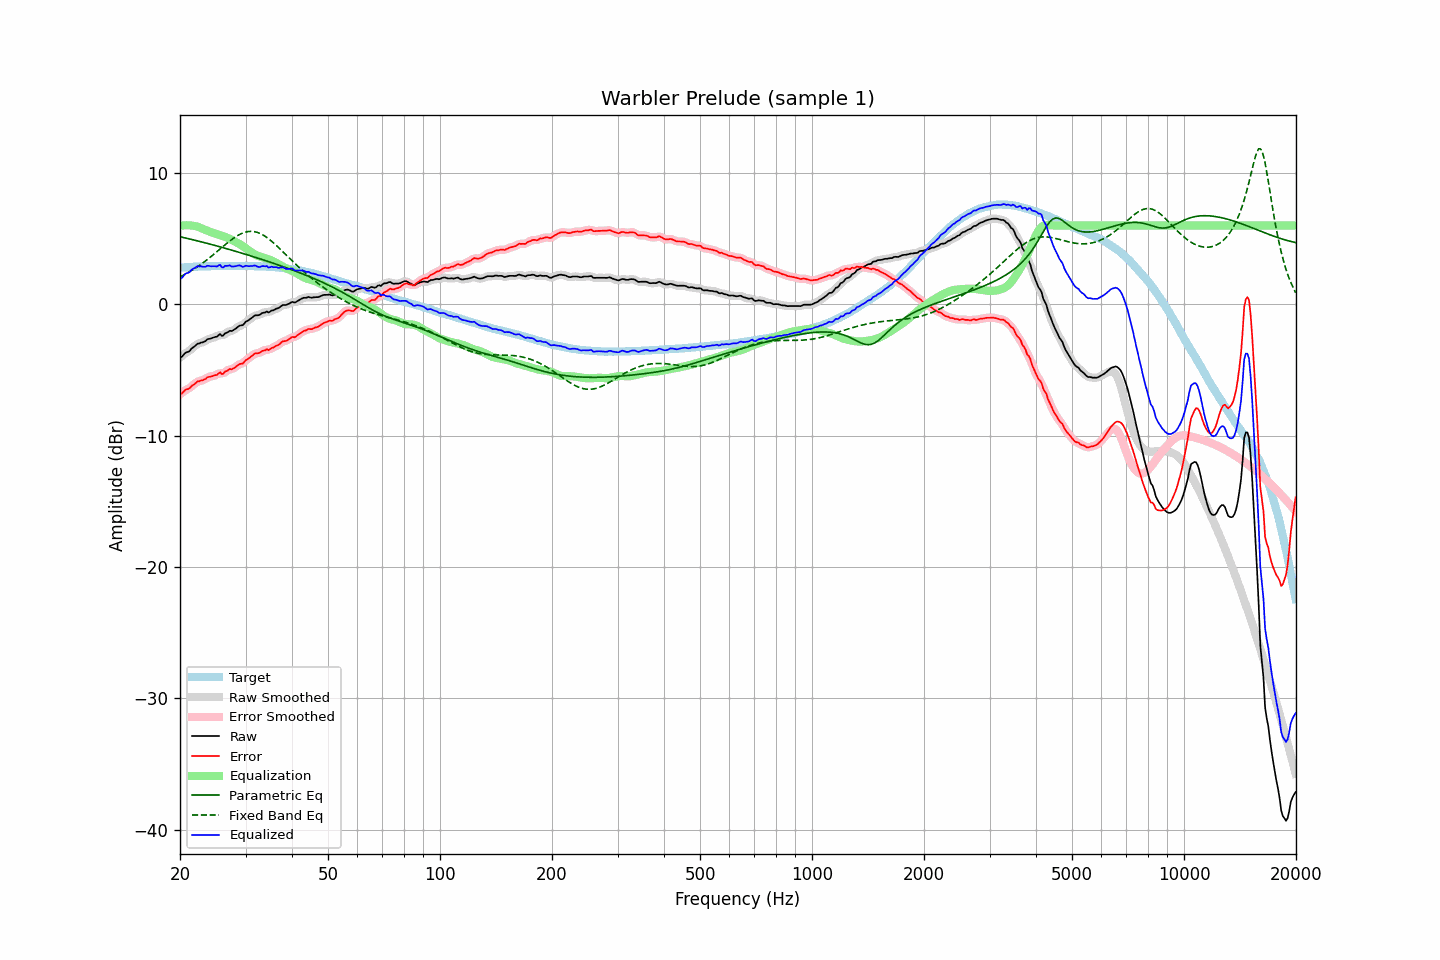 Warbler Prelude (sample 1)
10
0
−10
−20
−30
−40
Amplitude (dBr)
Target
Raw Smoothed
Error Smoothed
Raw
Error
Equalization
Parametric Eq
Fixed Band Eq
Equalized
20 50 100 200 500 1000 2000 5000 10000 20000
Frequency (Hz)